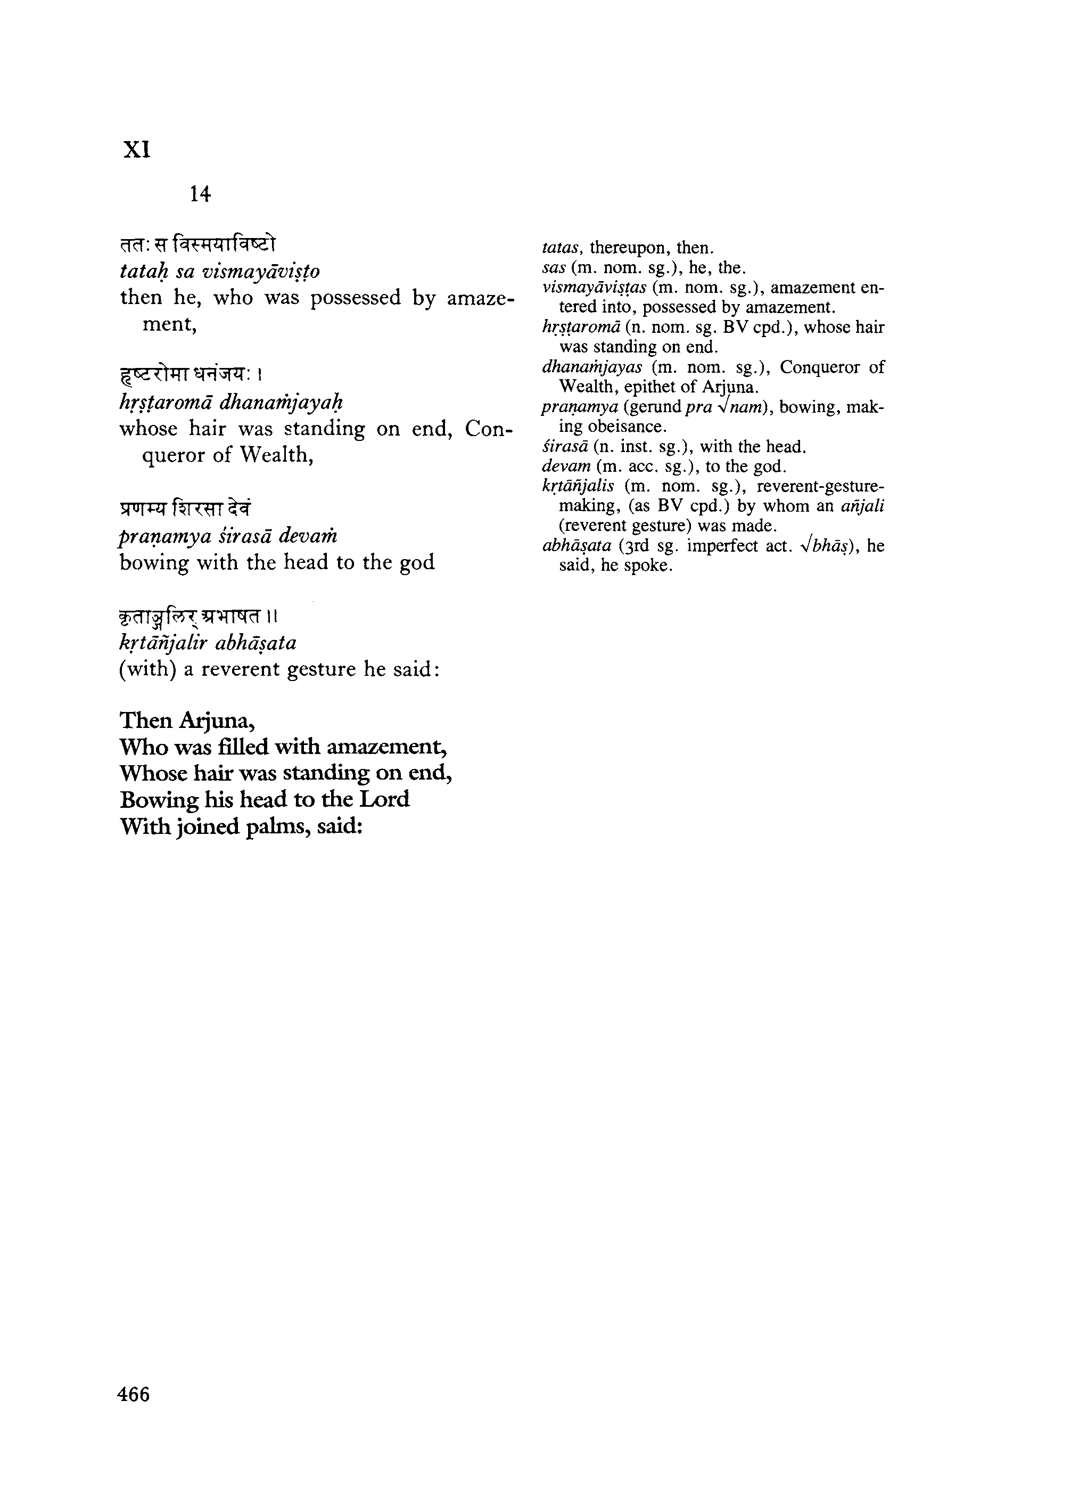 XI
14
ततः स विस्मयाविष्टो
tataḥ sa vismayāviṣṭo
then he, who was possessed by amaze-
ment,
हृष्टरोमा धनंजयः ।
hṛṣṭaromā dhanaṁjayaḥ
whose hair was standing on end, Con-
queror of Wealth,
प्रणम्य शिरसा देवं
praṇamya śirasā devaṁ
bowing with the head to the god
कृताञ्जलिर् अभाषत ।।
kṛtāñjalir abhāṣata
(with) a reverent gesture he said:
Then Arjuna,
Who was filled with amazement,
Whose hair was standing on end,
Bowing his head to the Lord
With joined palms, said:
tatas, thereupon, then.
sas (m. nom. sg.), he, the.
vismayāviṣṭas (m. nom. sg.), amazement en-
tered into, possessed by amazement.
hṛṣṭaromā (n. nom. sg. BV cpd.), whose hair
was standing on end.
dhanaṁjayas (m. nom. sg.), Conqueror of
Wealth, epithet of Arjuna.
praṇamya (gerund pra √nam), bowing, mak-
ing obeisance.
śirasā (n. inst. sg.), with the head.
devam (m. acc. sg.), to the god.
kṛtāñjalis (m. nom. sg.), reverent-gesture-
making, (as BV cpd.) by whom an añjali
(reverent gesture) was made.
abhāṣata (3rd sg. imperfect act. √bhāṣ), he
said, he spoke.
466